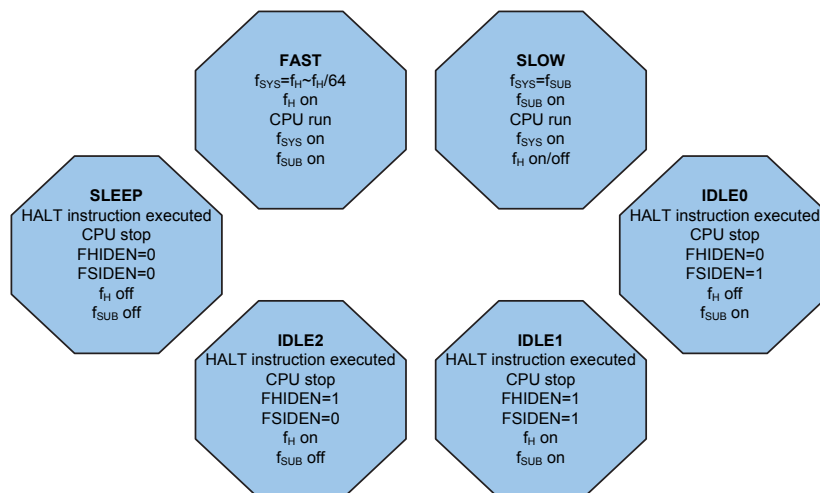 FAST
fSYS=fH~fH/64
fH on
CPU run
fSYS on
fSUB on
SLOW
fSYS=fSUB
fSUB on
CPU run
fSYS on
fH on/off
SLEEP
HALT instruction executed
CPU stop
FHIDEN=0
FSIDEN=0
fH off
fSUB off
IDLE0
HALT instruction executed
CPU stop
FHIDEN=0
FSIDEN=1
fH off
fSUB on
IDLE2
HALT instruction executed
CPU stop
FHIDEN=1
FSIDEN=0
fH on
fSUB off
IDLE1
HALT instruction executed
CPU stop
FHIDEN=1
FSIDEN=1
fH on
fSUB on